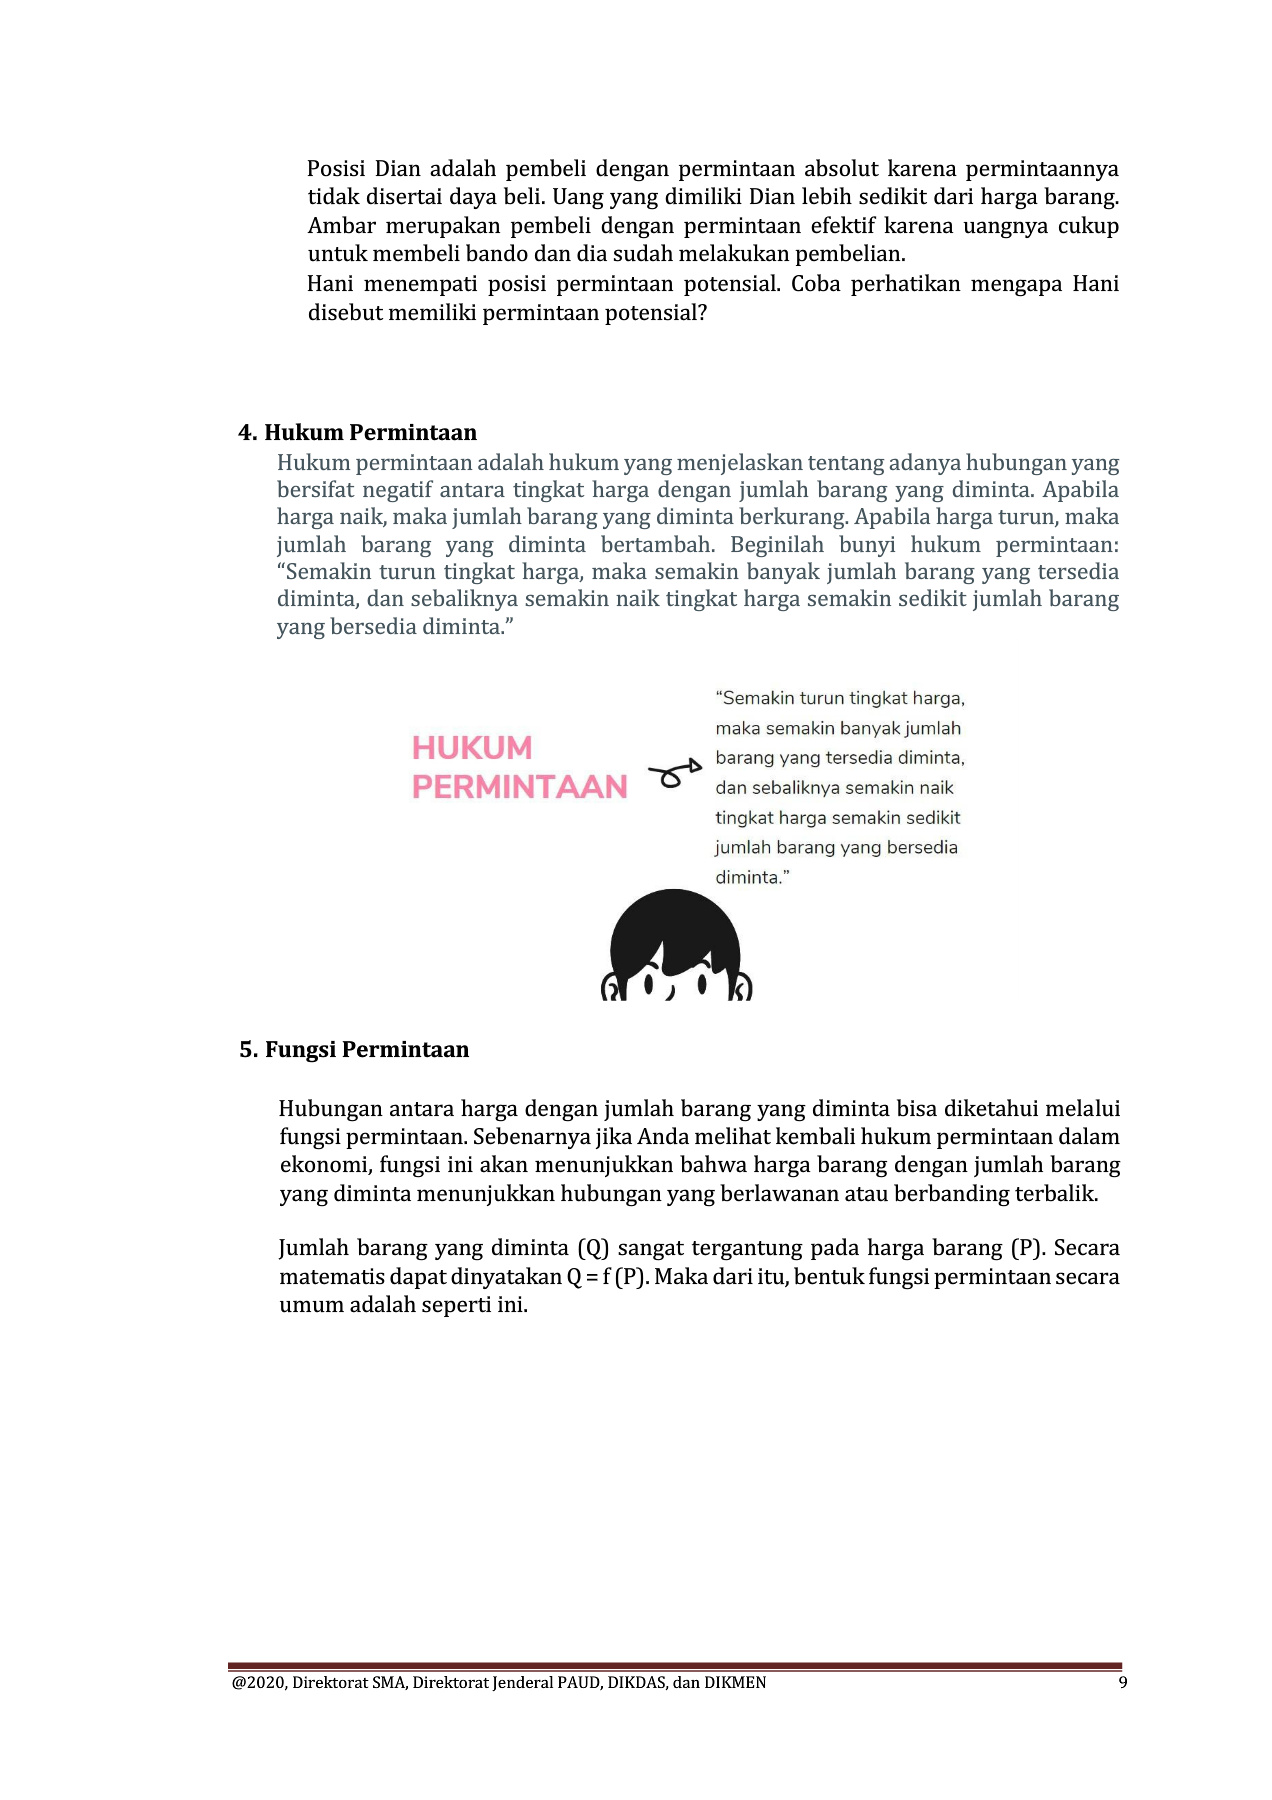 Posisi Dian adalah pembeli dengan permintaan absolut karena permintaannya
tidak disertai daya beli. Uang yang dimiliki Dian lebih sedikit dari harga barang.
Ambar merupakan pembeli dengan permintaan efektif karena uangnya cukup
untuk membeli bando dan dia sudah melakukan pembelian.
Hani menempati posisi permintaan potensial. Coba perhatikan mengapa Hani
disebut memiliki permintaan potensial?
4. Hukum Permintaan
Hukum permintaan adalah hukum yang menjelaskan tentang adanya hubungan yang
bersifat negatif antara tingkat harga dengan jumlah barang yang diminta. Apabila
harga naik, maka jumlah barang yang diminta berkurang. Apabila harga turun, maka
jumlah barang yang diminta bertambah. Beginilah bunyi hukum permintaan:
“Semakin turun tingkat harga, maka semakin banyak jumlah barang yang tersedia
diminta, dan sebaliknya semakin naik tingkat harga semakin sedikit jumlah barang
yang bersedia diminta.”
HUKUM
PERMINTAAN
“Semakin turun tingkat harga,
maka semakin banyak jumlah
barang yang tersedia diminta,
dan sebaliknya semakin naik
tingkat harga semakin sedikit
jumlah barang yang bersedia
diminta.”
5. Fungsi Permintaan
Hubungan antara harga dengan jumlah barang yang diminta bisa diketahui melalui
fungsi permintaan. Sebenarnya jika Anda melihat kembali hukum permintaan dalam
ekonomi, fungsi ini akan menunjukkan bahwa harga barang dengan jumlah barang
yang diminta menunjukkan hubungan yang berlawanan atau berbanding terbalik.
Jumlah barang yang diminta (Q) sangat tergantung pada harga barang (P). Secara
matematis dapat dinyatakan Q = f (P). Maka dari itu, bentuk fungsi permintaan secara
umum adalah seperti ini.
@2020, Direktorat SMA, Direktorat Jenderal PAUD, DIKDAS, dan DIKMEN 9